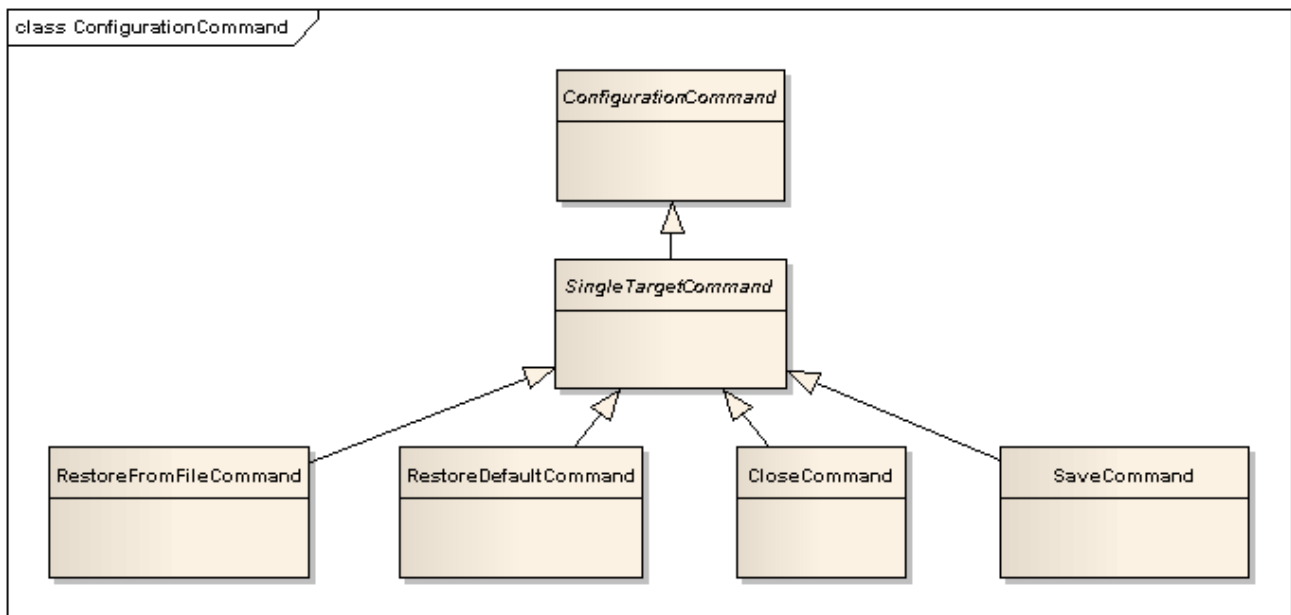 class ConfigurationCommand
ConfigurationCommand
SingleTargetCommand
RestoreFromFileCommand
RestoreDefaultCommand
CloseCommand
SaveCommand